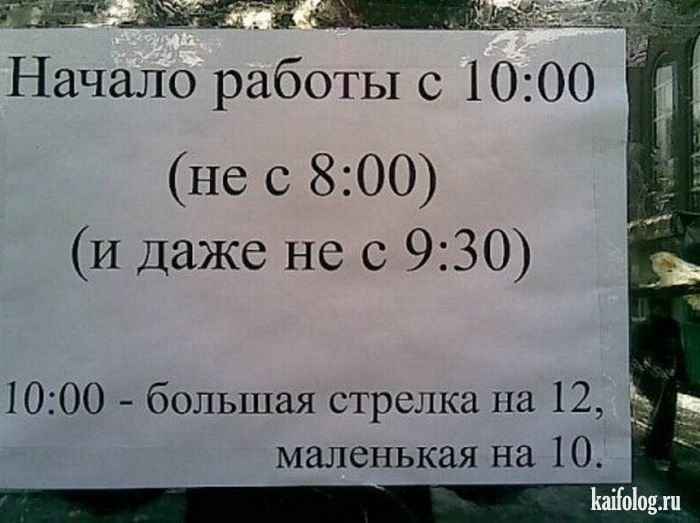 Начало работы с 10:00
(не с 8:00)
(и даже не с 9:30)
10:00 - большая стрелка на 12,
маленькая на 10.
kaifolog.ru